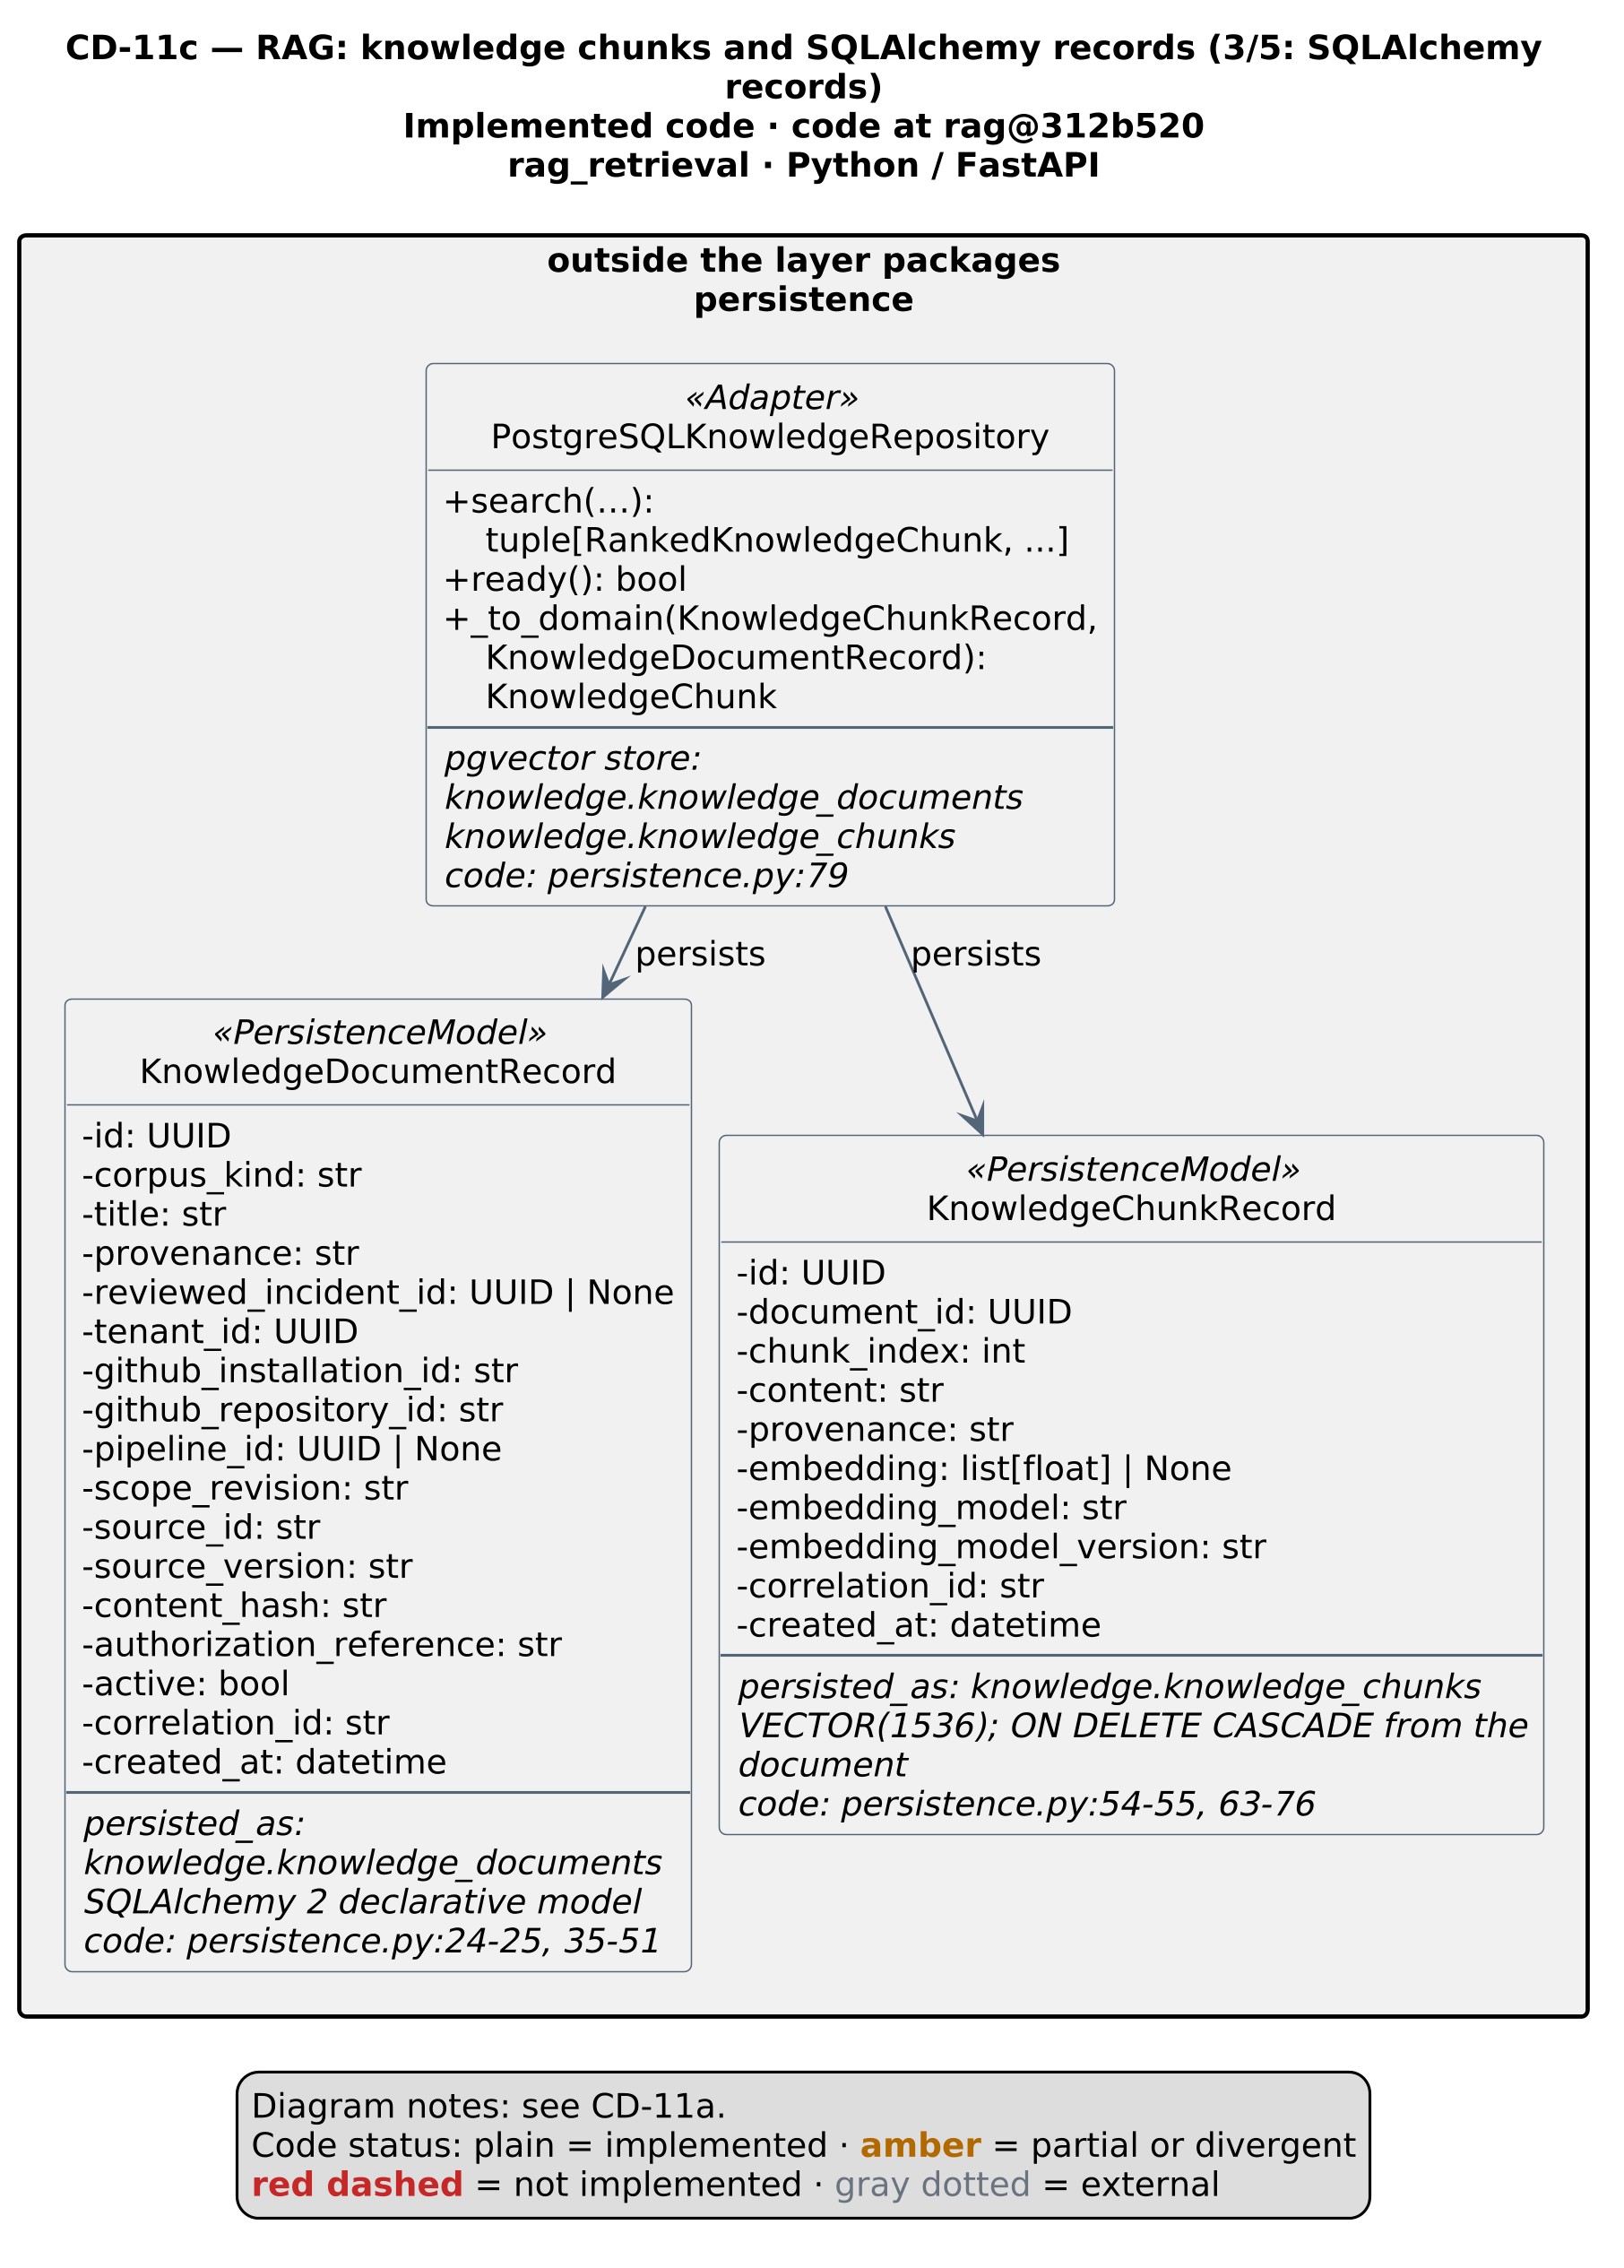 CD-11c — RAG: knowledge chunks and SQLAlchemy records (3/5: SQLAlchemy
records)
Implemented code · code at rag@312b520
rag_retrieval · Python / FastAPI
outside the layer packages
persistence
«Adapter»
PostgreSQLKnowledgeRepository
+search(...):
tuple[RankedKnowledgeChunk, ...]
+ready(): bool
+_to_domain(KnowledgeChunkRecord,
KnowledgeDocumentRecord):
KnowledgeChunk
pgvector store:
knowledge.knowledge_documents
knowledge.knowledge_chunks
code: persistence.py:79
persists
persists
«PersistenceModel»
KnowledgeDocumentRecord
-id: UUID
-corpus_kind: str
-title: str
-provenance: str
-reviewed_incident_id: UUID | None
-tenant_id: UUID
-github_installation_id: str
-github_repository_id: str
-pipeline_id: UUID | None
-scope_revision: str
-source_id: str
-source_version: str
-content_hash: str
-authorization_reference: str
-active: bool
-correlation_id: str
-created_at: datetime
persisted_as:
knowledge.knowledge_documents
SQLAlchemy 2 declarative model
code: persistence.py:24-25, 35-51
«PersistenceModel»
KnowledgeChunkRecord
-id: UUID
-document_id: UUID
-chunk_index: int
-content: str
-provenance: str
-embedding: list[float] | None
-embedding_model: str
-embedding_model_version: str
-correlation_id: str
-created_at: datetime
persisted_as: knowledge.knowledge_chunks
VECTOR(1536); ON DELETE CASCADE from the
document
code: persistence.py:54-55, 63-76
Diagram notes: see CD-11a.
Code status: plain = implemented · amber = partial or divergent
red dashed = not implemented · gray dotted = external